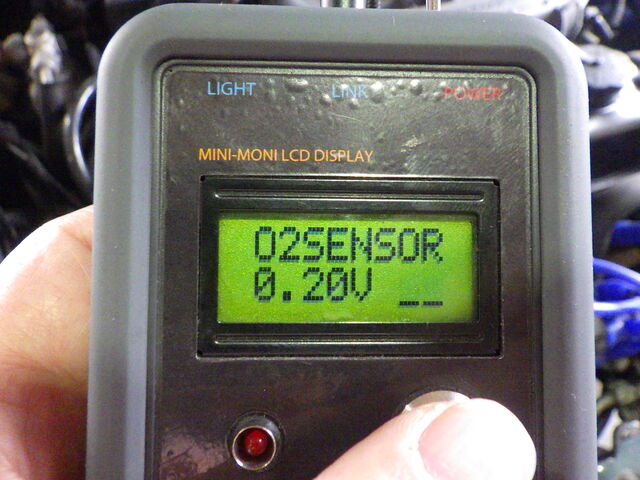 LIGHT LINK POWER
MINI-MONI LCD DISPLAY
O2SENSOR
0.20V __